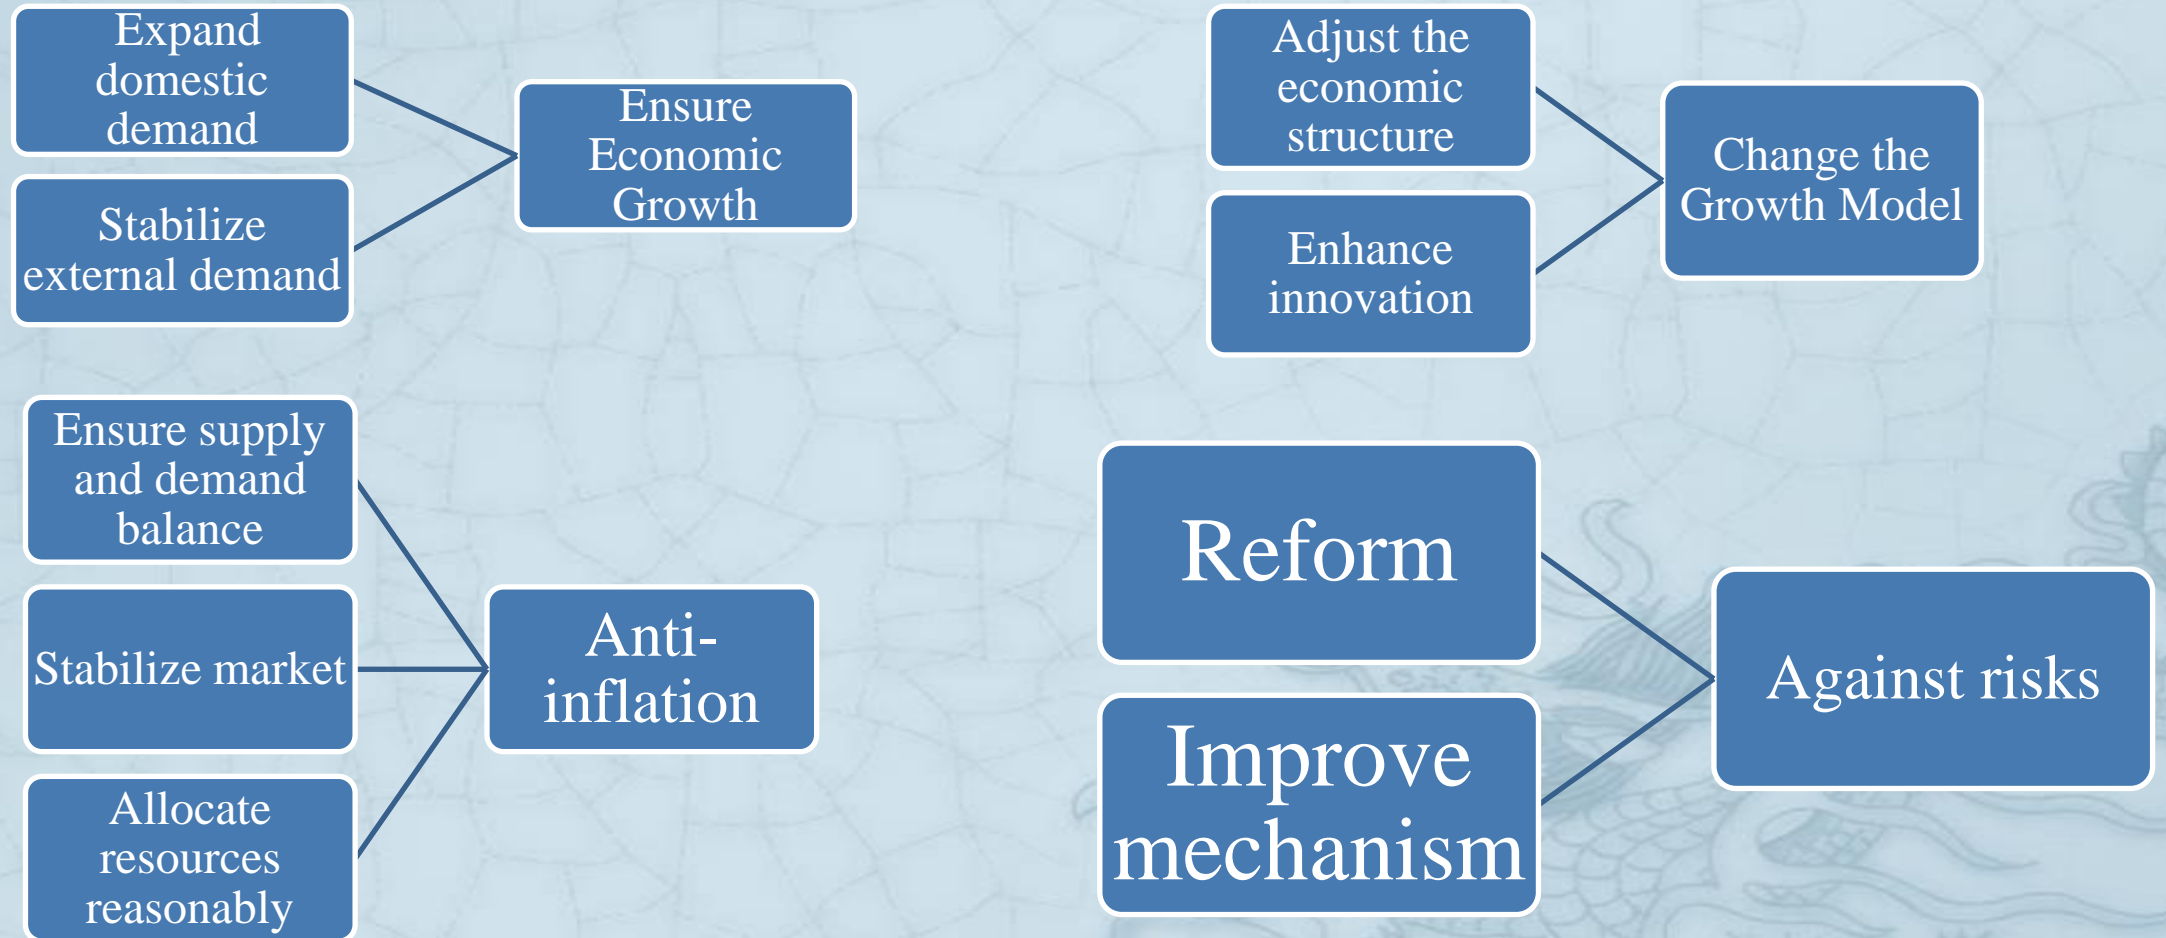 Expand
domestic
demand
Stabilize
external demand
Ensure
Economic
Growth
Adjust the
economic
structure
Enhance
innovation
Change the
Growth Model
Ensure supply
and demand
balance
Stabilize market
Allocate
resources
reasonably
Anti-
inflation
Reform
Improve
mechanism
Against risks